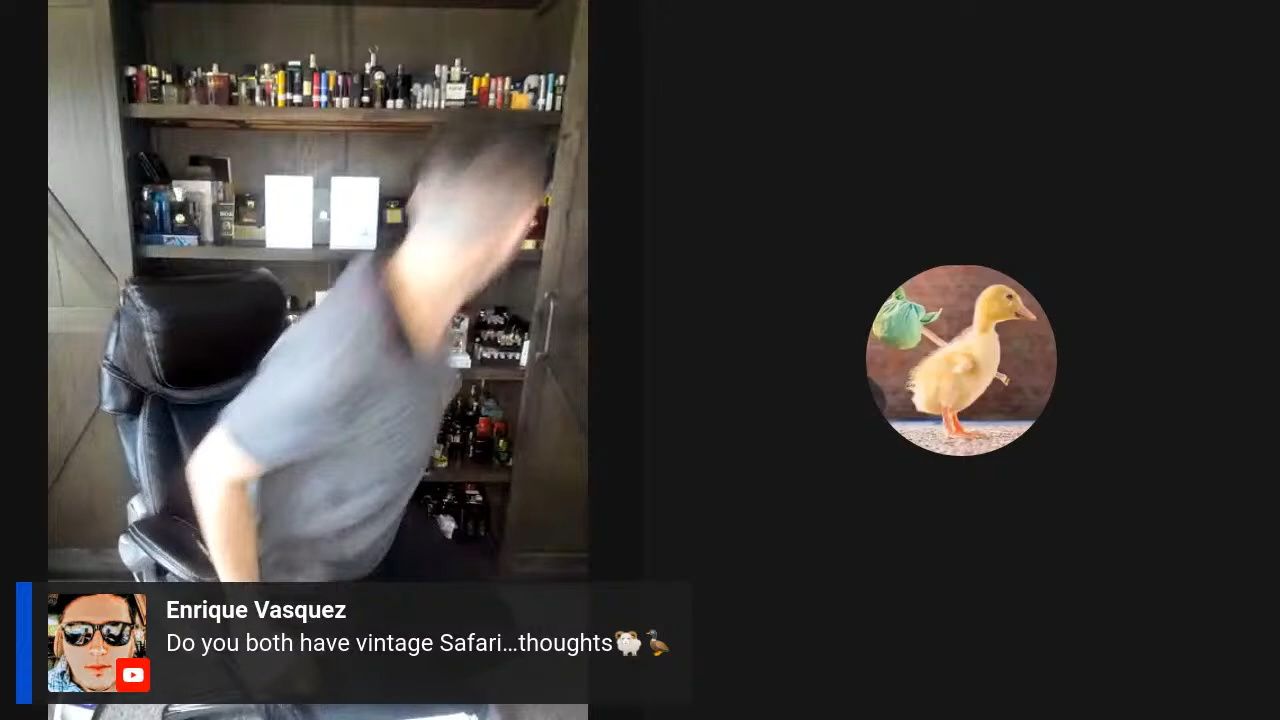 Enrique Vasquez
Do you both have vintage Safari...thoughts🐏🦆